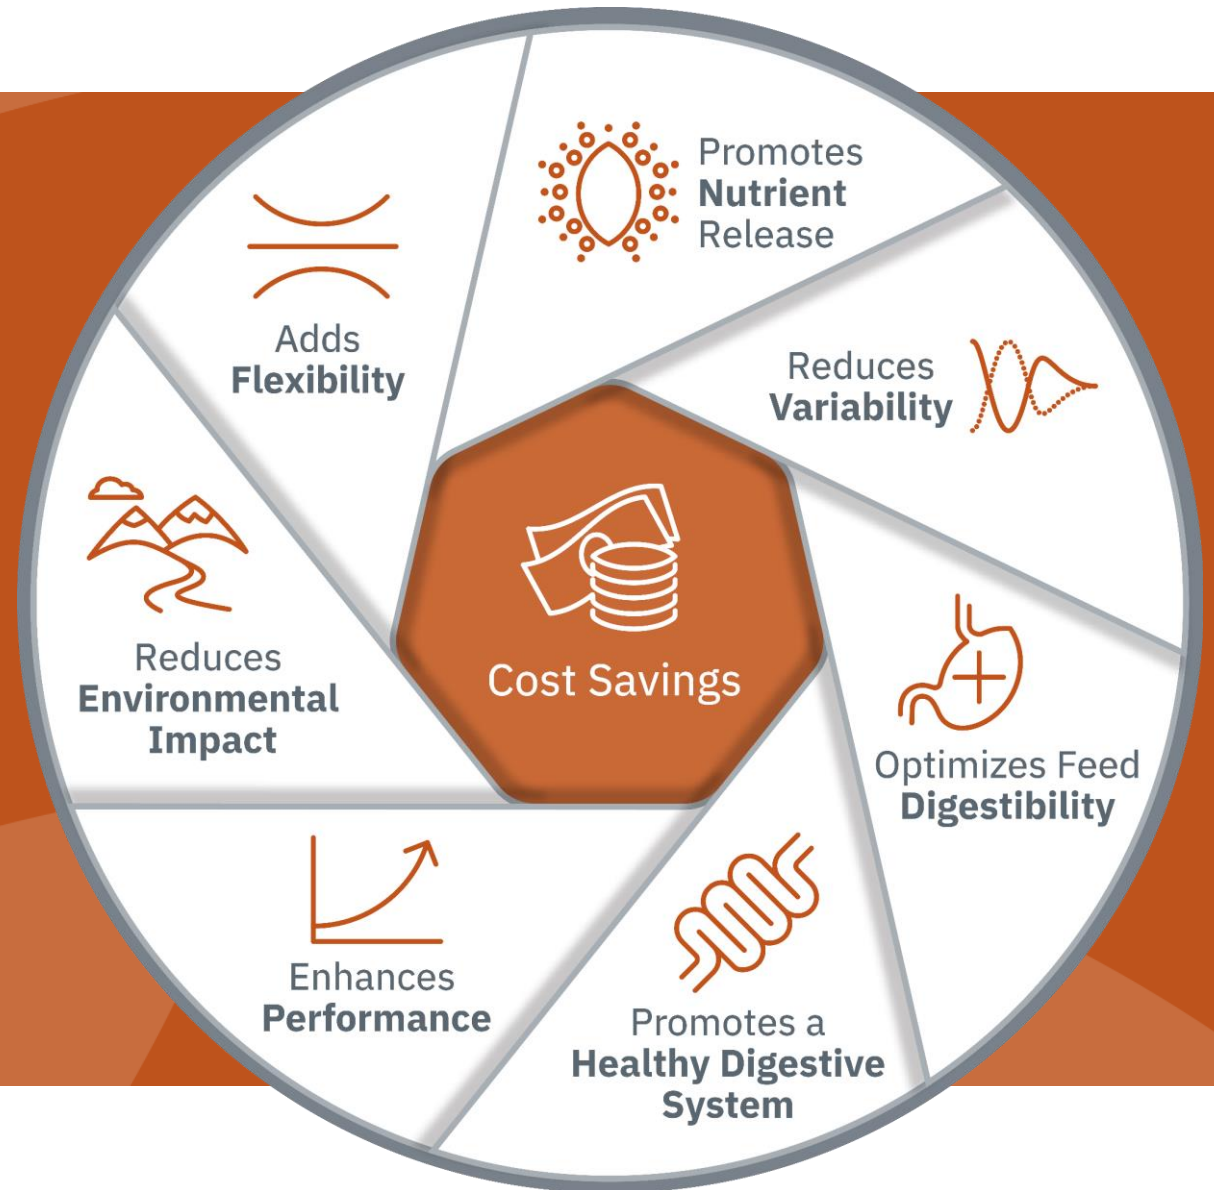 Promotes
Nutrient
Release
Reduces
Variability
Optimizes Feed
Digestibility
Promotes a
Healthy Digestive
System
Enhances
Performance
Reduces
Environmental
Impact
Adds
Flexibility
Cost Savings